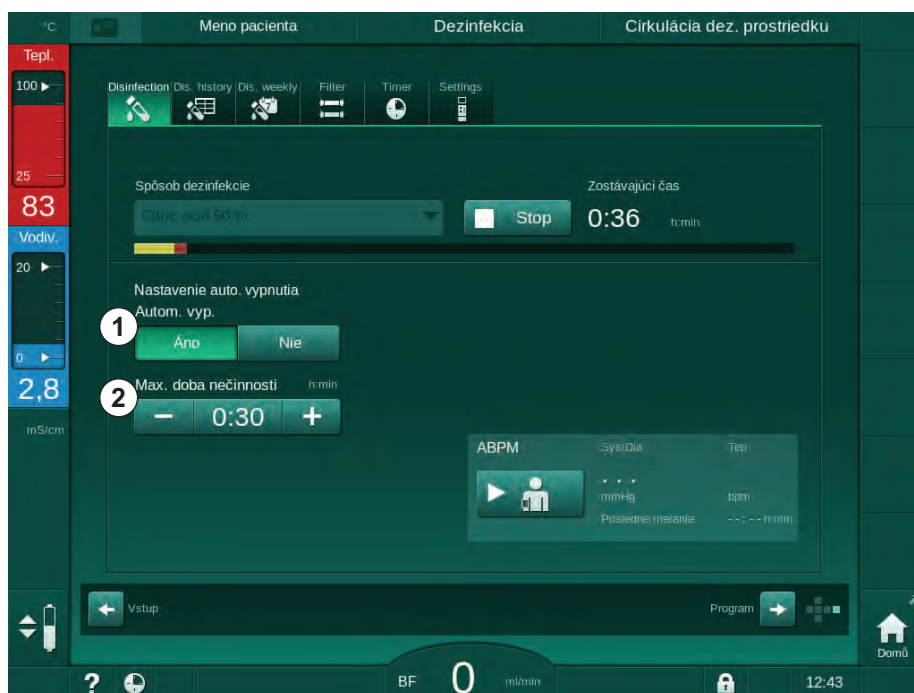 °C Meno pacienta Dezinfekcia Cirkulácia dez. prostriedku
Tepl.
100
25
83
Vodiv.
20
0
2,8
mS/cm
Disinfection Dis. history Dis. weekly Filter Timer Settings
7
Spôsob dezinfekcie Zostávajúci čas
Citric acid 50 % Stop 0:36 h:min
Nastavenie auto. vypnutia
Autom. vyp.
1 Áno Nie
Max. doba nečinnosti h:min
2 − 0:30 +
ABPM Sys/Dia Tep
- - -
mmHg bpm
Posledne meranie --:-- h:min
Vstup Program
Domů
? BF 0 ml/min 12:43